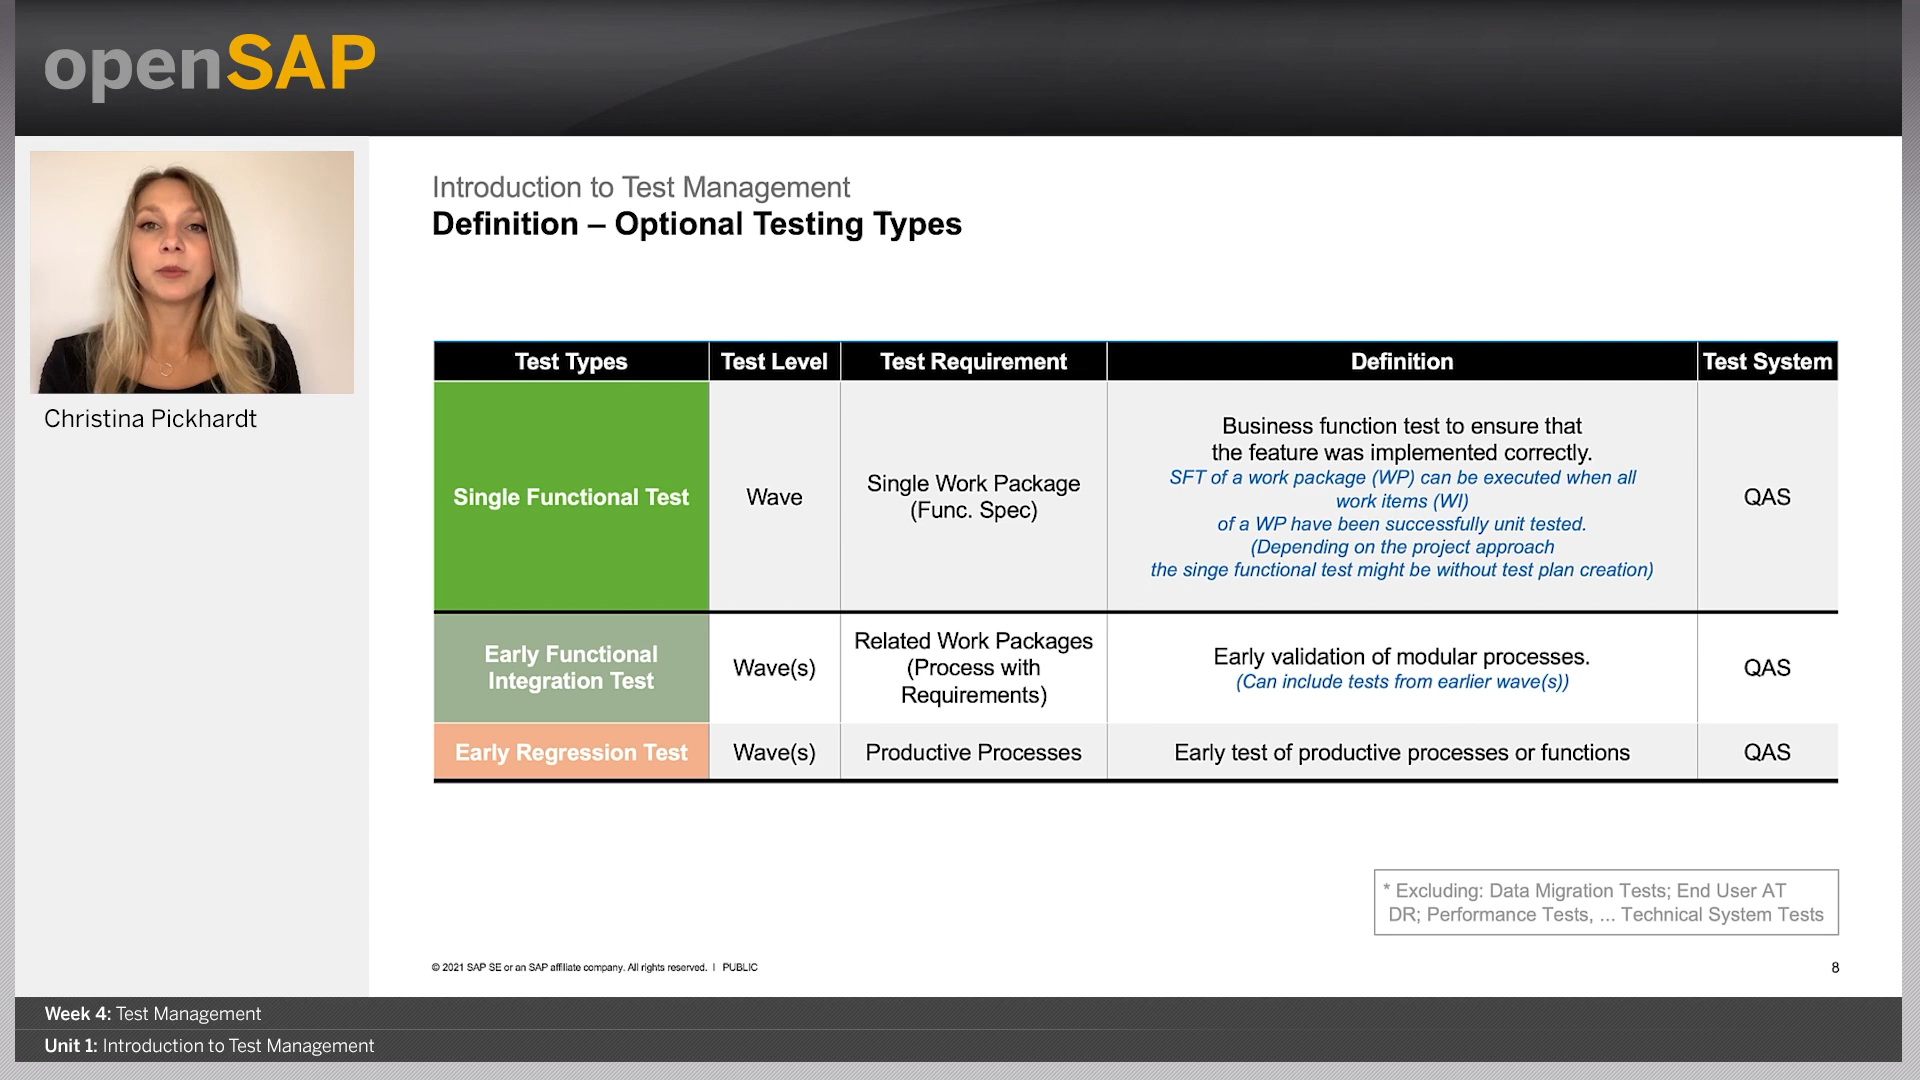 openSAP
Christina Pickhardt
Introduction to Test Management
Definition – Optional Testing Types
Test Types
Test Level
Test Requirement
Definition
Test System
Single Functional Test
Wave
Single Work Package
(Func. Spec)
Business function test to ensure that
the feature was implemented correctly.
SFT of a work package (WP) can be executed when all
work items (WI)
of a WP have been successfully unit tested.
(Depending on the project approach
the singe functional test might be without test plan creation)
QAS
Early Functional
Integration Test
Wave(s)
Related Work Packages
(Process with
Requirements)
Early validation of modular processes.
(Can include tests from earlier wave(s))
QAS
Early Regression Test
Wave(s)
Productive Processes
Early test of productive processes or functions
QAS
* Excluding: Data Migration Tests; End User AT
DR; Performance Tests, ... Technical System Tests
© 2021 SAP SE or an SAP affiliate company. All rights reserved. I PUBLIC
8
Week 4: Test Management
Unit 1: Introduction to Test Management